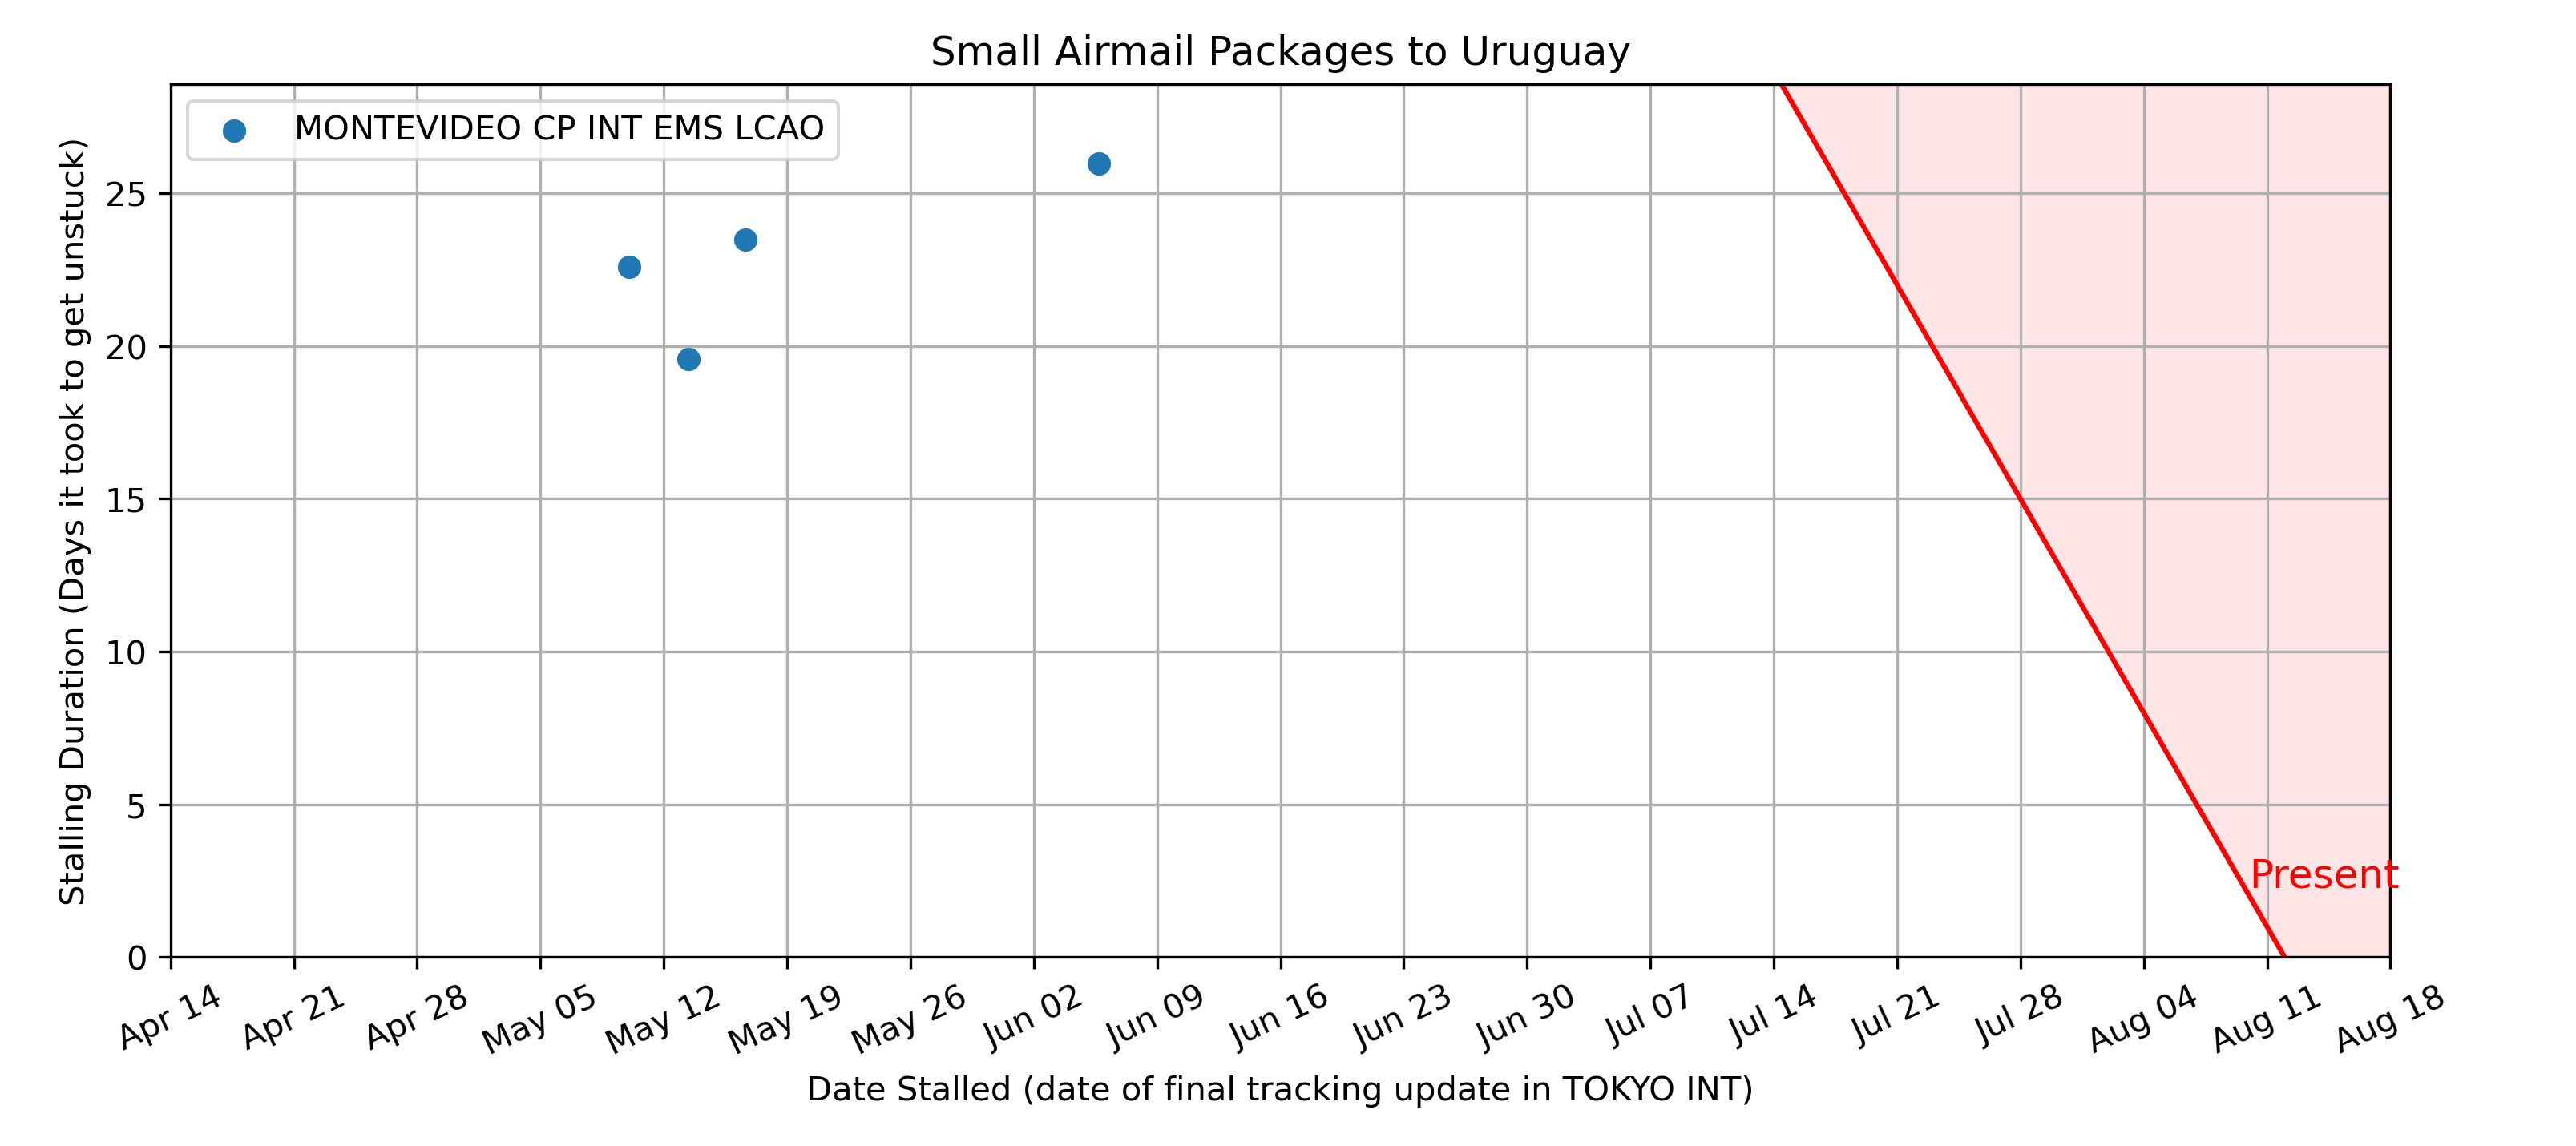 Small Airmail Packages to Uruguay
MONTEVIDEO CP INT EMS LCAO
Stalling Duration (Days it took to get unstuck)
25
20
15
10
5
0
Present
Apr 14
Apr 21
Apr 28
May 05
May 12
May 19
May 26
Jun 02
Jun 09
Jun 16
Jun 23
Jun 30
Jul 07
Jul 14
Jul 21
Jul 28
Aug 04
Aug 11
Aug 18
Date Stalled (date of final tracking update in TOKYO INT)